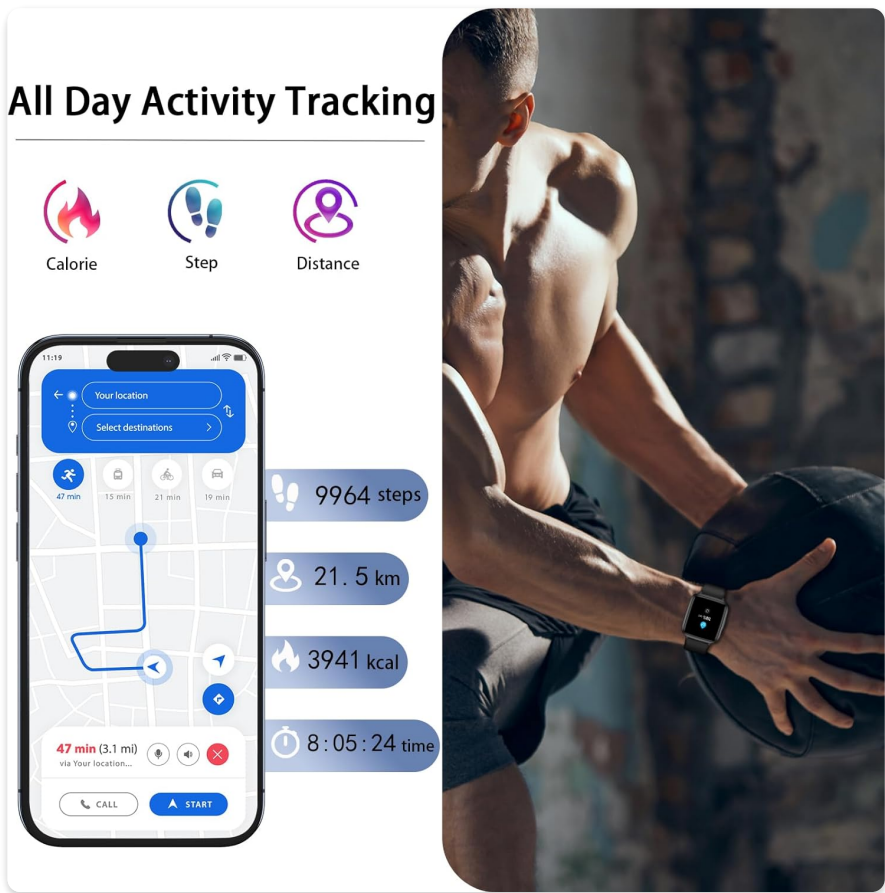 All Day Activity Tracking
Calorie
Step
Distance
11:19
Your location
Select destinations
47 min
15 min
21 min
19 min
9964 steps
21. 5 km
3941 kcal
8:05:24 time
47 min (3.1 mi)
via Your location...
CALL
START